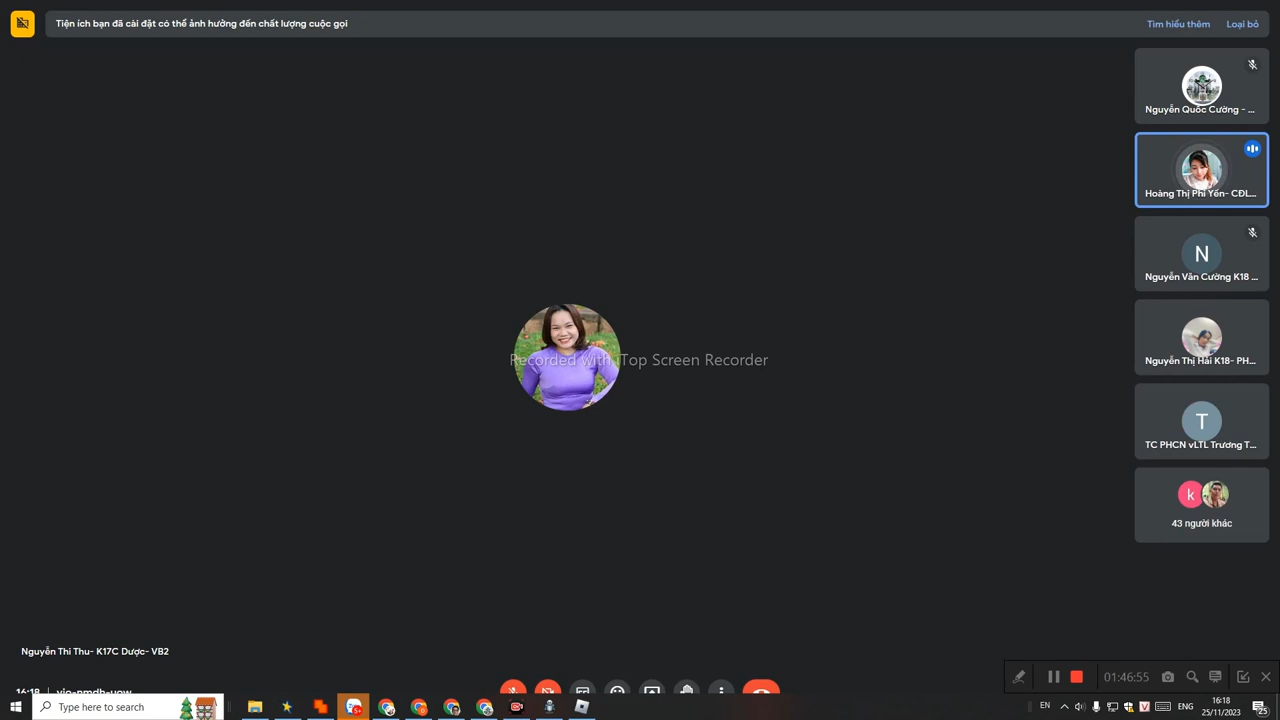 Tiện ích bạn đã cài đặt có thể ảnh hưởng đến chất lượng cuộc gọi
Tìm hiểu thêm
Loại bỏ
Nguyễn Quốc Cường - ...
Hoàng Thị Phi Yến- CĐL...
N
Nguyễn Văn Cường K18 ...
Nguyễn Thị Hải K18- PH...
T
TC PHCN vLTL Trương T...
k
43 người khác
Recorded with iTop Screen Recorder
Nguyễn Thi Thu- K17C Dược- VB2
16:18
01:46:55
Type here to search
EN
V
ENG
16:18
25/11/2023